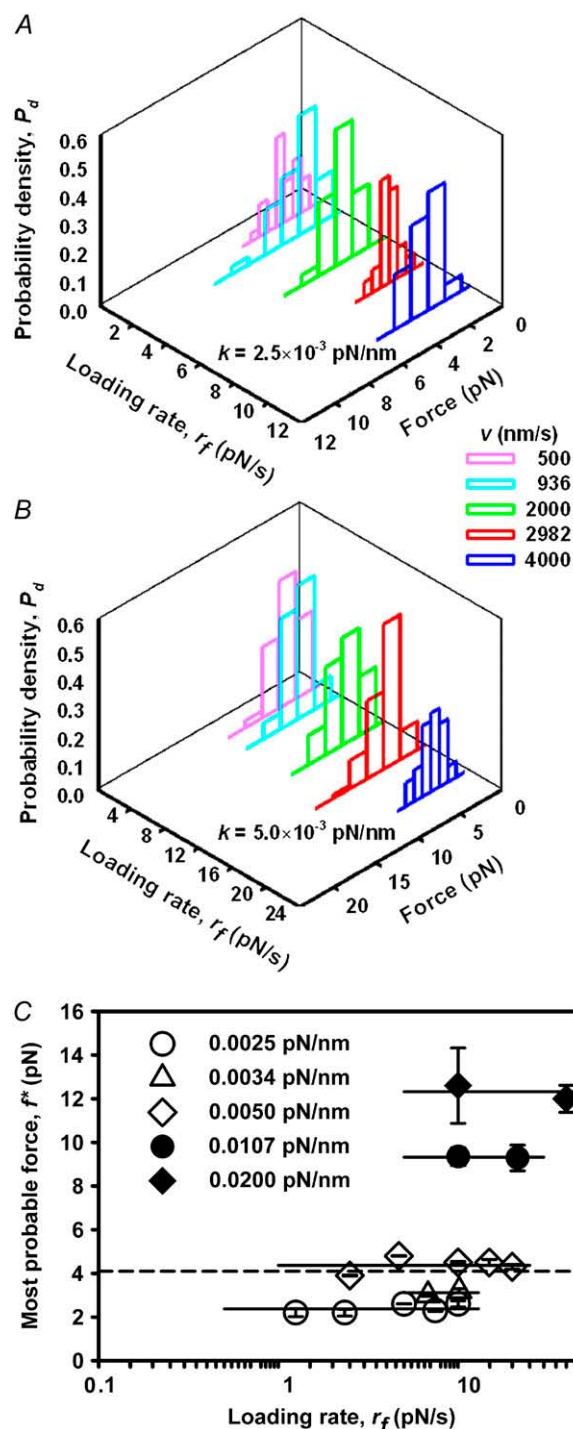 A
Probability density, P_d
0.6
0.5
0.4
0.3
0.2
0.1
0.0
2
4
6
8
10
12
Loading rate, r_f (pN/s)
k = 2.5×10⁻³ pN/nm
12
10
8
6
4
2
0
Force (pN)
v (nm/s)
500
936
2000
2982
4000
B
Probability density, P_d
0.6
0.5
0.4
0.3
0.2
0.1
0.0
4
8
12
16
20
24
Loading rate, r_f (pN/s)
k = 5.0×10⁻³ pN/nm
20
15
10
5
0
Force (pN)
C
Most probable force, f* (pN)
16
14
12
10
8
6
4
2
0
0.0025 pN/nm
0.0034 pN/nm
0.0050 pN/nm
0.0107 pN/nm
0.0200 pN/nm
0.1
1
10
Loading rate, r_f (pN/s)